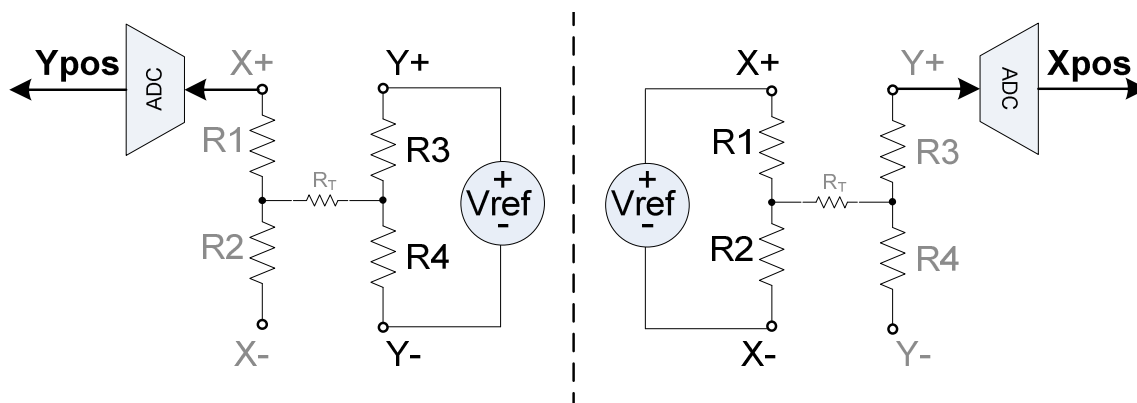 Ypos
ADC
X+
R1
R2
X-
RT
Y+
R3
R4
Y-
+
Vref
-
+
Vref
-
X+
R1
R2
X-
RT
Y+
R3
R4
Y-
ADC
Xpos